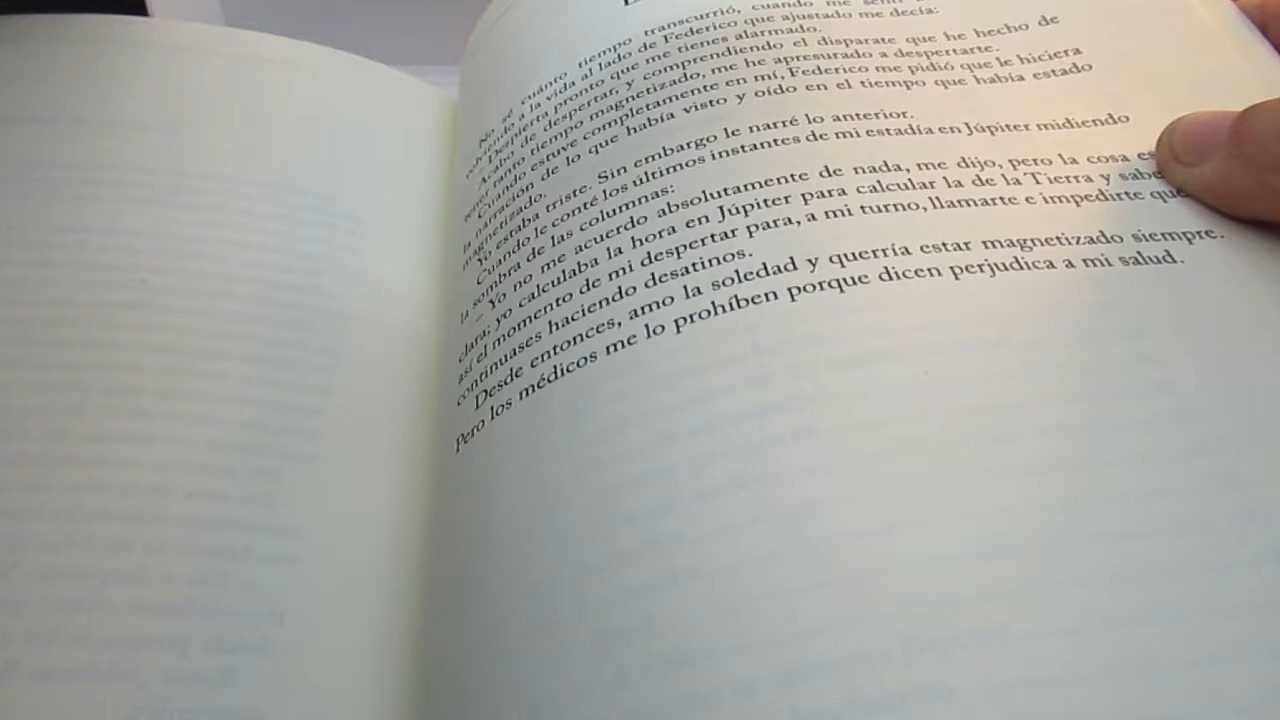 No sé cuánto tiempo transcurrió, cuando me sentí
volviendo a la vida al lado de Federico que ajustado me decía:
– Despierta pronto que me tienes alarmado.
Acabo de despertar, y comprendiendo el disparate que he hecho de
tanto tiempo magnetizado, me he apresurado a despertarte.
Cuando estuve completamente en mí, Federico me pidió que le hiciera
la narración de lo que había visto y oído en el tiempo que había estado
magnetizado.
Yo estaba triste. Sin embargo le narré lo anterior.
Cuando le conté los últimos instantes de mi estadía en Júpiter midiendo
la sombra de las columnas:
– Yo no me acuerdo absolutamente de nada, me dijo, pero la cosa
clara; yo calculaba la hora en Júpiter para calcular la de la Tierra y
así el momento de mi despertar para, a mi turno, llamarte e impedirte que
continuases haciendo desatinos.
Desde entonces, amo la soledad y querría estar magnetizado siempre.
Pero los médicos me lo prohíben porque dicen perjudica a mi salud.